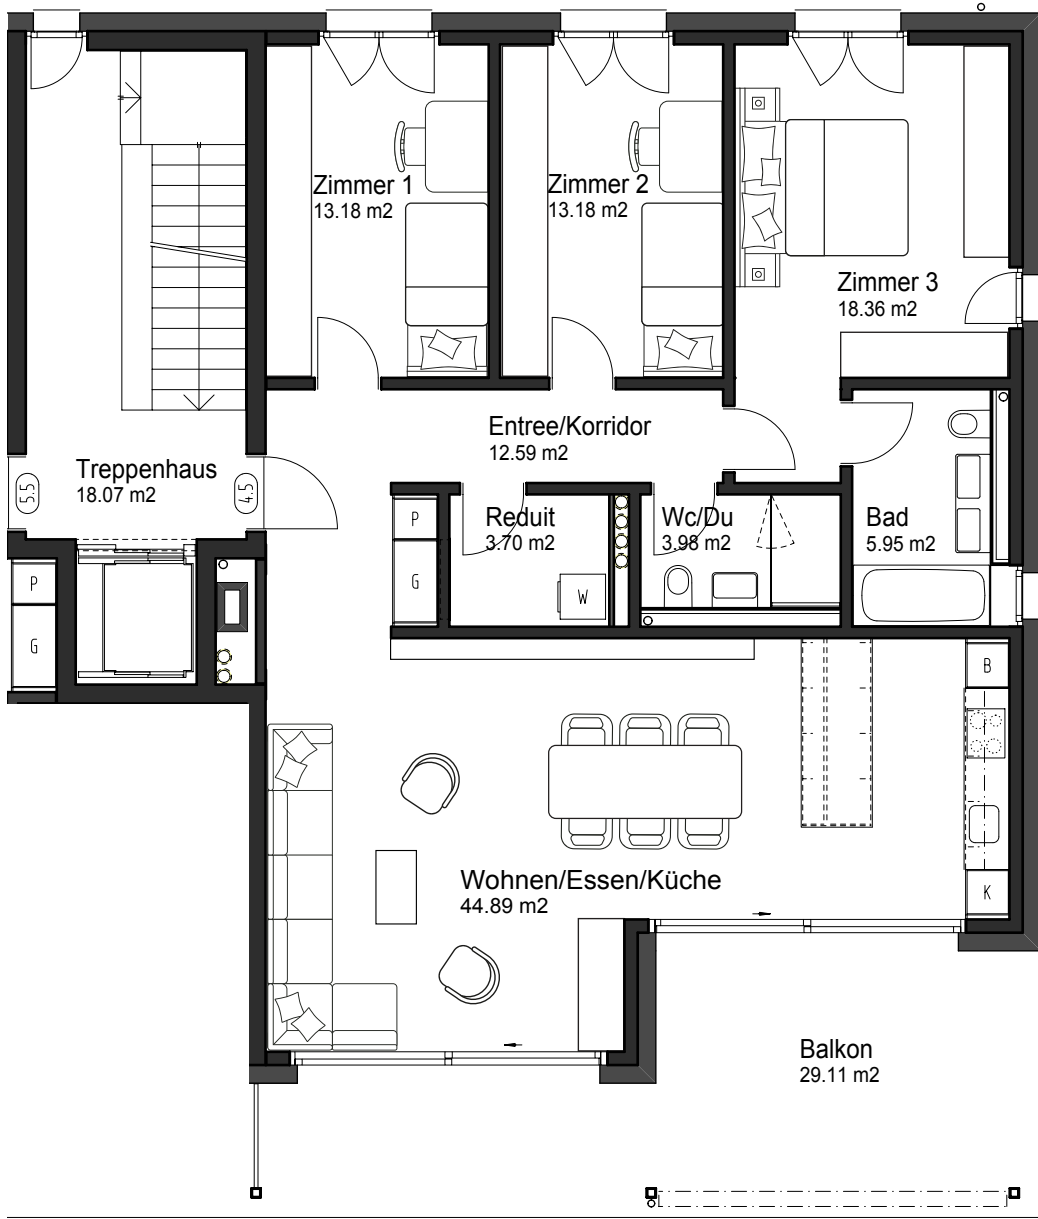 Zimmer 1
13.18 m2
Zimmer 2
13.18 m2
Zimmer 3
18.36 m2
Entree/Korridor
12.59 m2
Treppenhaus
18.07 m2
5.5
4.5
P
G
Reduit
3.70 m2
W
Wc/Du
3.98 m2
Bad
5.95 m2
P
G
B
K
Wohnen/Essen/Küche
44.89 m2
Balkon
29.11 m2